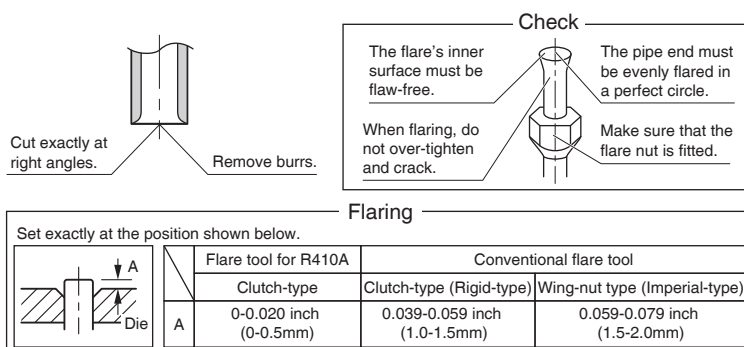 Cut exactly at
right angles.
Remove burrs.
Check
The flare's inner
surface must be
flaw-free.
The pipe end must
be evenly flared in
a perfect circle.
When flaring, do
not over-tighten
and crack.
Make sure that the
flare nut is fitted.
Flaring
Set exactly at the position shown below.
A
Die
Flare tool for R410A
Conventional flare tool
Clutch-type
Clutch-type (Rigid-type)
Wing-nut type (Imperial-type)
A
0-0.020 inch
(0-0.5mm)
0.039-0.059 inch
(1.0-1.5mm)
0.059-0.079 inch
(1.5-2.0mm)